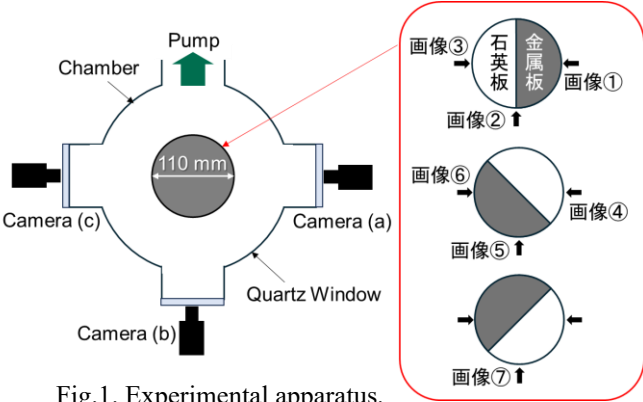 Pump
Chamber
110 mm
Camera (c)
Camera (a)
Quartz Window
Camera (b)
Fig.1. Experimental apparatus.
画像③
石英板
金属板
画像①
画像②
画像⑥
画像④
画像⑤
画像⑦